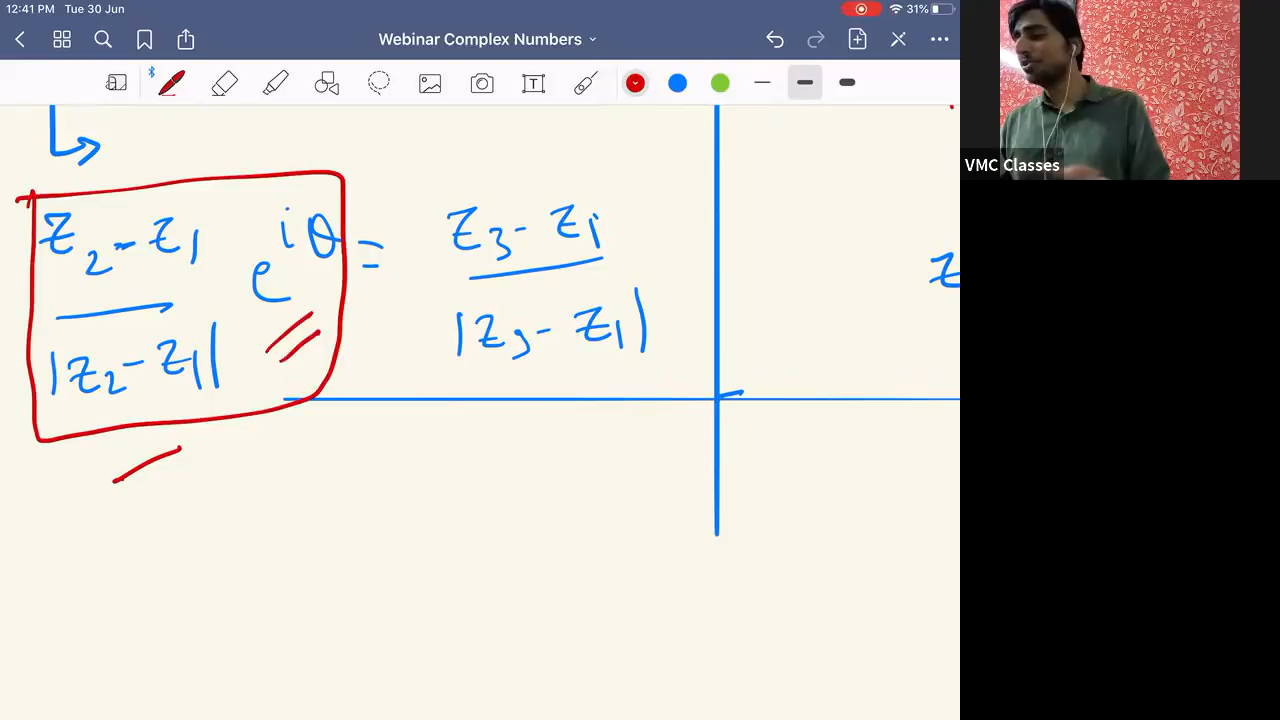 12:41 PM Tue 30 Jun 31%
Webinar Complex Numbers
VMC Classes
z₂ - z₁ / |z₂ - z₁| e^{iθ} = z₃ - z₁ / |z₃ - z₁|
z